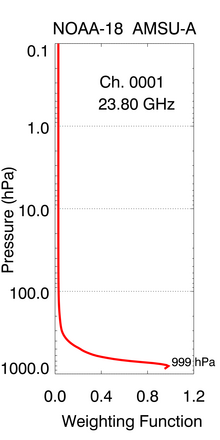 NOAA-18 AMSU-A
0.1
Ch. 0001
23.80 GHz
1.0
10.0
Pressure (hPa)
100.0
999 hPa
1000.0
0.0 0.4 0.8 1.2
Weighting Function